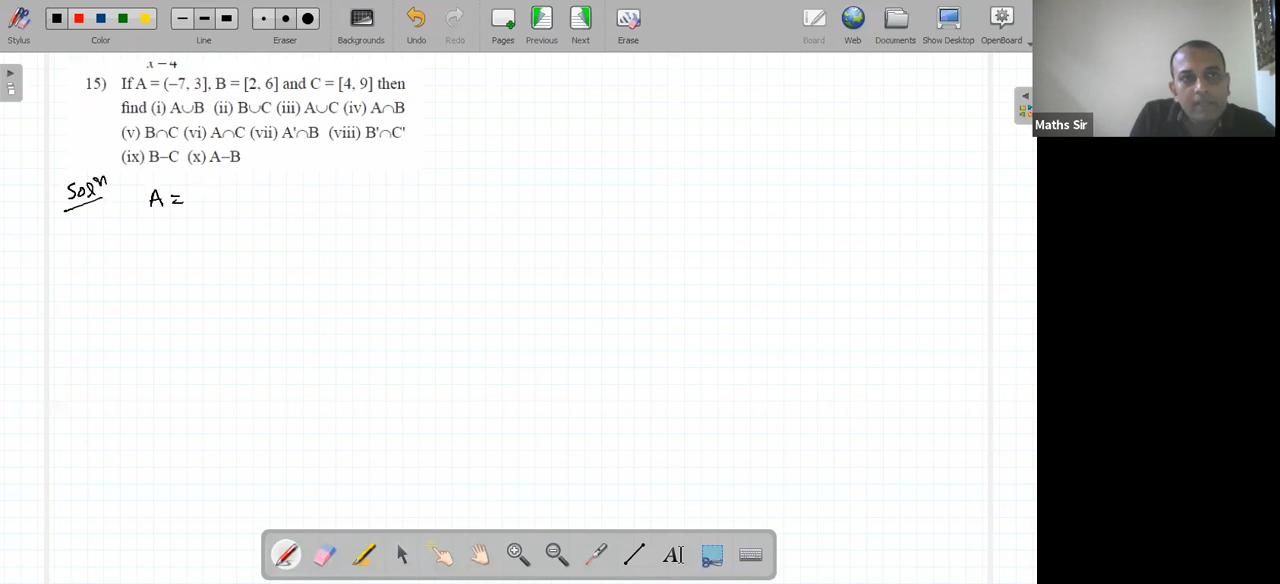 Stylus Color Line Eraser Backgrounds Undo Redo Pages Previous Next Erase Board Web Documents Show Desktop OpenBoard
x − 4
15) If A = (−7, 3], B = [2, 6] and C = [4, 9] then
find (i) A∪B (ii) B∪C (iii) A∪C (iv) A∩B
(v) B∩C (vi) A∩C (vii) A'∩B (viii) B'∩C'
(ix) B−C (x) A−B
Solⁿ A =
Maths Sir